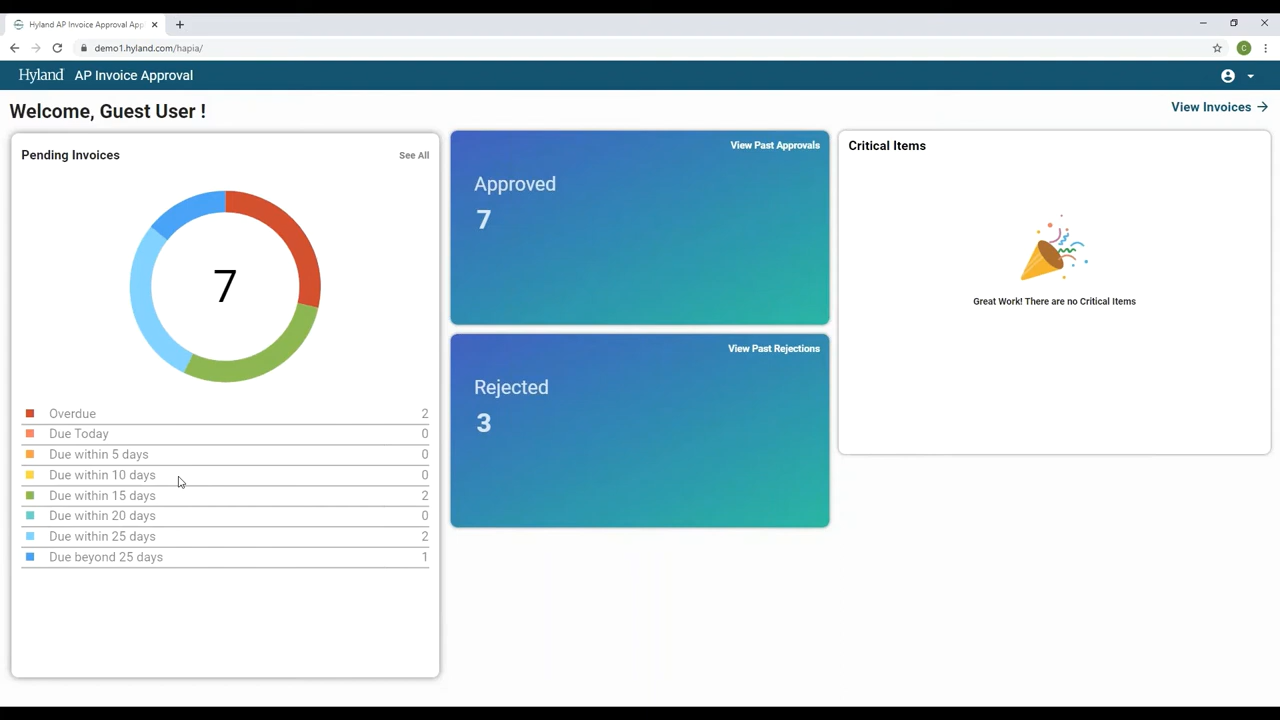 Hyland AP Invoice Approval App
demo1.hyland.com/hapia/
C
Hyland AP Invoice Approval
Welcome, Guest User !
View Invoices
Pending Invoices
See All
7
Overdue 2
Due Today 0
Due within 5 days 0
Due within 10 days 0
Due within 15 days 2
Due within 20 days 0
Due within 25 days 2
Due beyond 25 days 1
View Past Approvals
Approved
7
View Past Rejections
Rejected
3
Critical Items
Great Work! There are no Critical Items